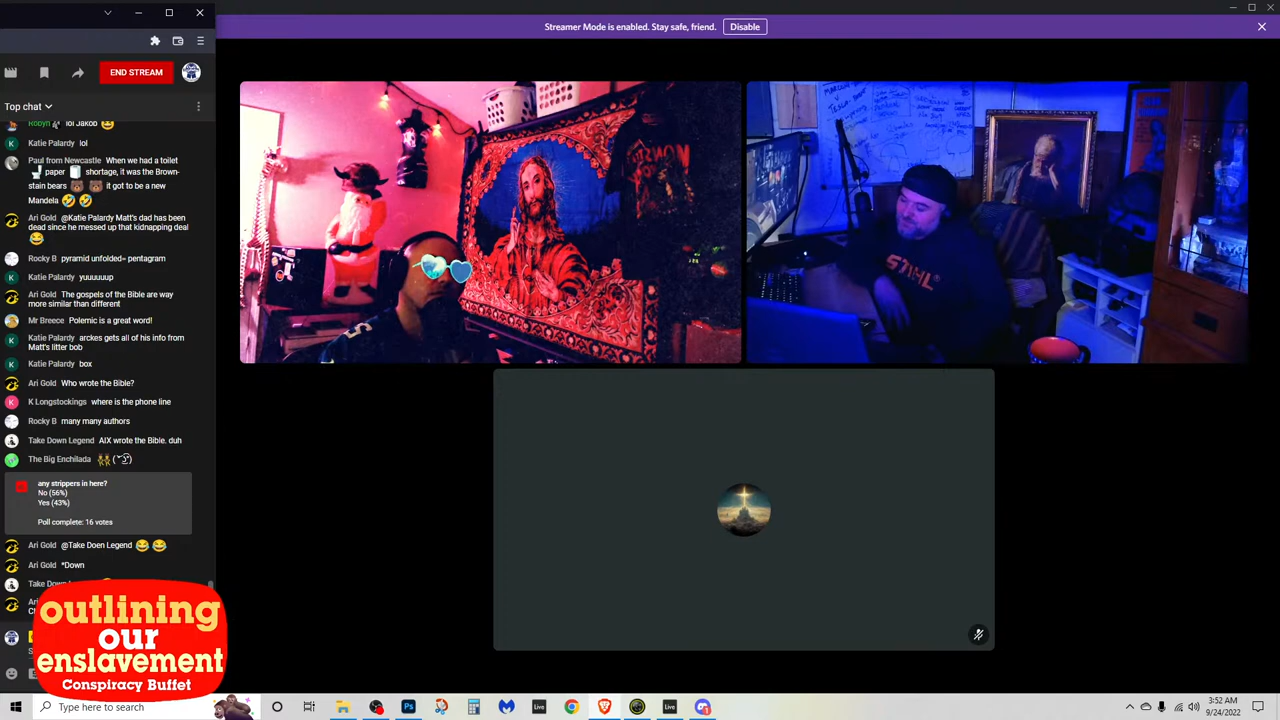 Streamer Mode is enabled. Stay safe, friend. Disable
END STREAM
Top chat
Robyn lol Jakob
Katie Palardy lol
Paul from Newcastle When we had a toilet
paper shortage, it was the Brown-
stain bears it got to be a new
Mandela
Ari Gold @Katie Palardy Matt's dad has been
dead since he messed up that kidnapping deal
Rocky B pyramid unfolded= pentagram
Katie Palardy yuuuuuup
Ari Gold The gospels of the Bible are way
more similar than different
Mr Breece Polemic is a great word!
Katie Palardy arckes gets all of his info from
Matt's litter bob
Katie Palardy box
Ari Gold Who wrote the Bible?
K Longstockings where is the phone line
Rocky B many many authors
Take Down Legend AIX wrote the Bible. duh
The Big Enchilada
any strippers in here?
No (56%)
Yes (43%)
Poll complete: 16 votes
Ari Gold @Take Doen Legend
Ari Gold *Down
Take Down
Ari
outlining
our
enslavement
Conspiracy Buffet
STIHL
Type here to search
Ps
Live
Live
3:52 AM
9/24/2022